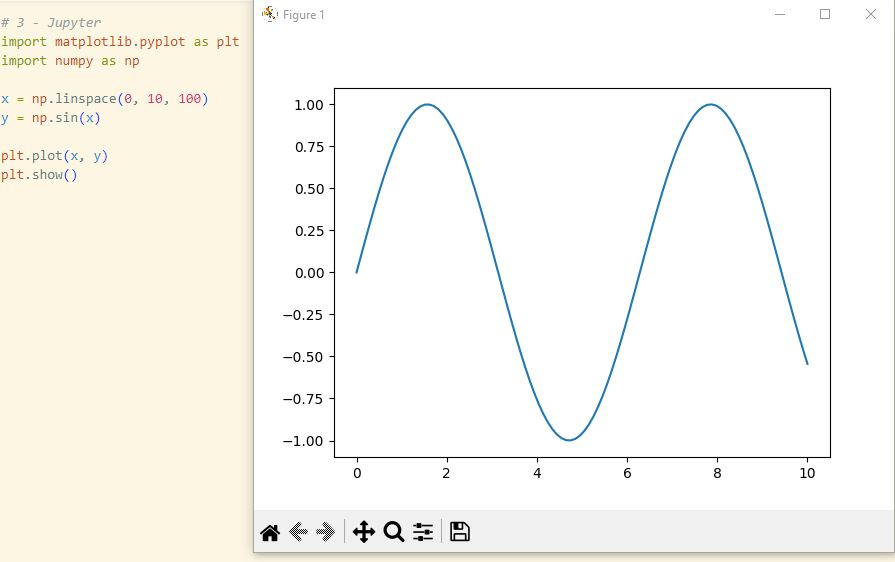 # 3 - Jupyter
import matplotlib.pyplot as plt
import numpy as np
x = np.linspace(0, 10, 100)
y = np.sin(x)
plt.plot(x, y)
plt.show()
Figure 1
1.00
0.75
0.50
0.25
0.00
−0.25
−0.50
−0.75
−1.00
0 2 4 6 8 10